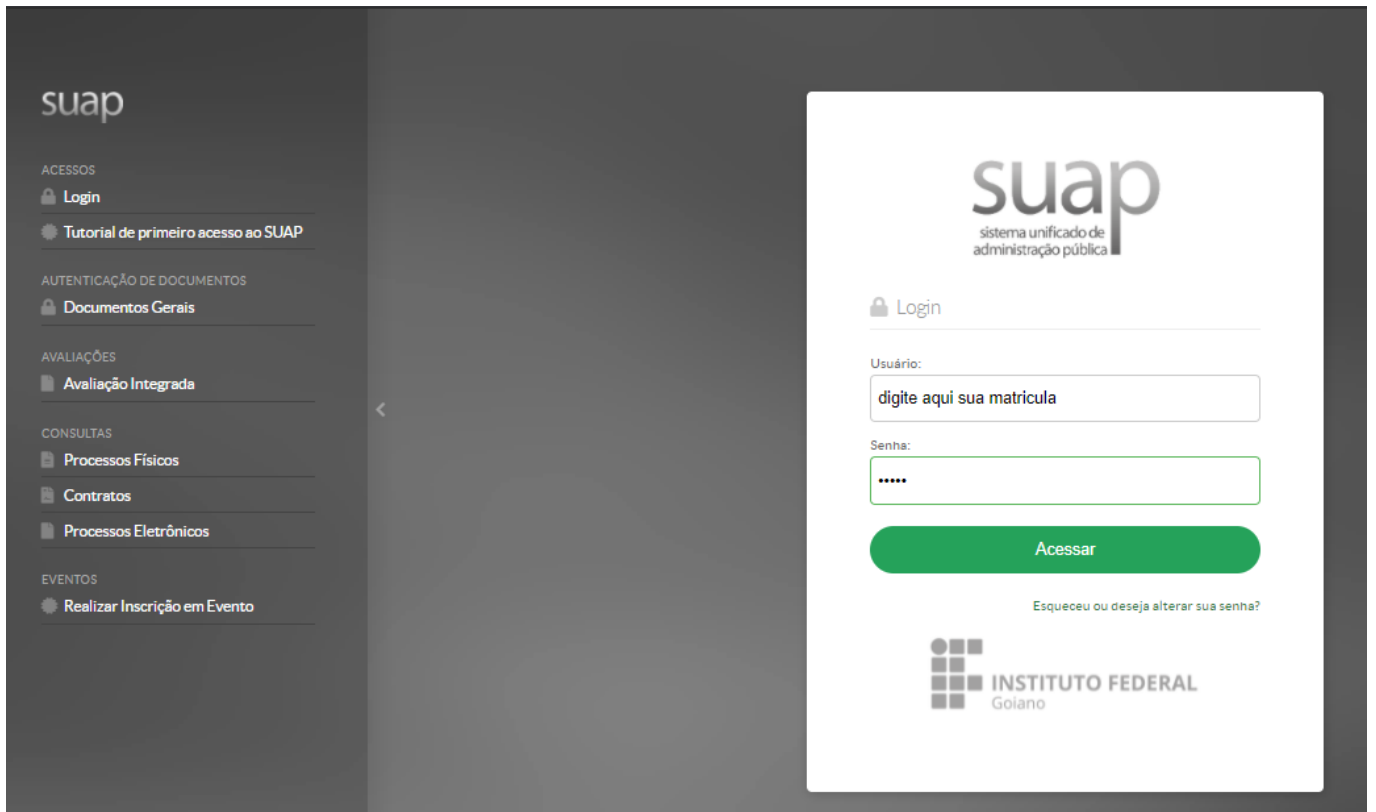 suap
ACESSOS
Login
Tutorial de primeiro acesso ao SUAP
AUTENTICAÇÃO DE DOCUMENTOS
Documentos Gerais
AVALIAÇÕES
Avaliação Integrada
CONSULTAS
Processos Físicos
Contratos
Processos Eletrônicos
EVENTOS
Realizar Inscrição em Evento
suap
sistema unificado de
administração pública
Login
Usuário:
digite aqui sua matricula
Senha:
•••••
Acessar
Esqueceu ou deseja alterar sua senha?
INSTITUTO FEDERAL
Goiano